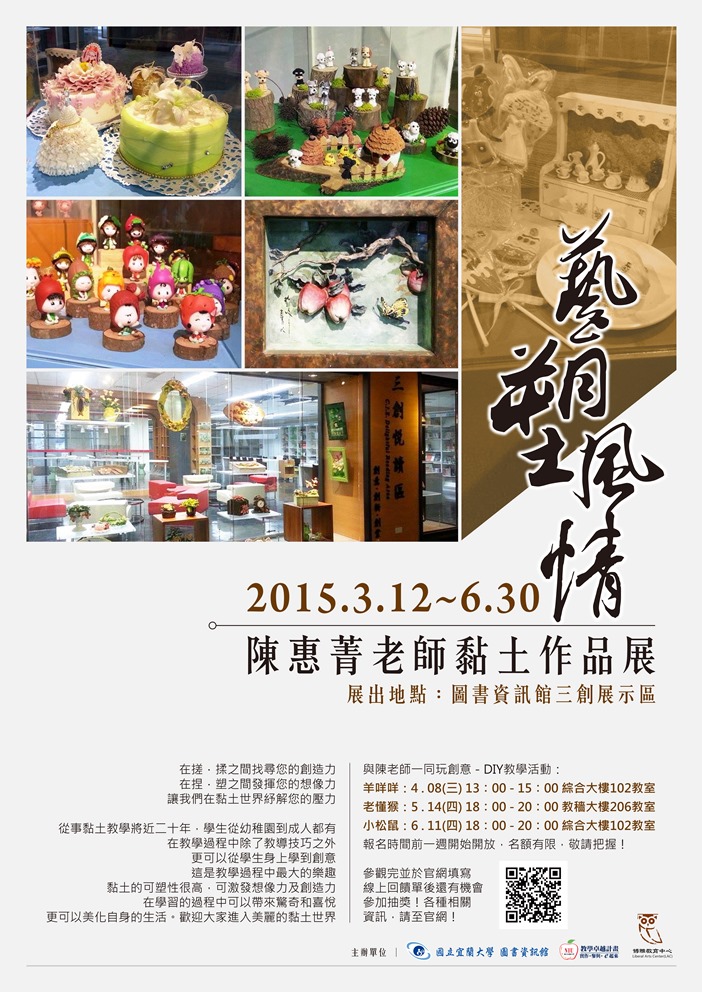 三創悅讀區
創意·創新·創業
藝塑風情
2015.3.12~6.30
陳惠菁老師黏土作品展
展出地點：圖書資訊館三創展示區
在搓．揉之間找尋您的創造力
在捏．塑之間發揮您的想像力
讓我們在黏土世界紓解您的壓力
從事黏土教學將近二十年，學生從幼稚園到成人都有
在教學過程中除了教導技巧之外
更可以從學生身上學到創意
這是教學過程中最大的樂趣
黏土的可塑性很高，可激發想像力及創造力
在學習的過程中可以帶來驚奇和喜悅
更可以美化自身的生活。歡迎大家進入美麗的黏土世界
與陳老師一同玩創意－DIY教學活動：
羊咩咩：4．08(三) 13：00 - 15：00 綜合大樓102教室
老懂猴：5．14(四) 18：00 - 20：00 教穡大樓206教室
小松鼠：6．11(四) 18：00 - 20：00 綜合大樓102教室
報名時間前一週開始開放，名額有限，敬請把握！
參觀完並於官網填寫
線上回饋單後還有機會
參加抽獎！各種相關
資訊，請至官網！
主辦單位｜
國立宜蘭大學 圖書資訊館
教學卓越計畫
博雅教育中心
Liberal Arts Center(LAC)